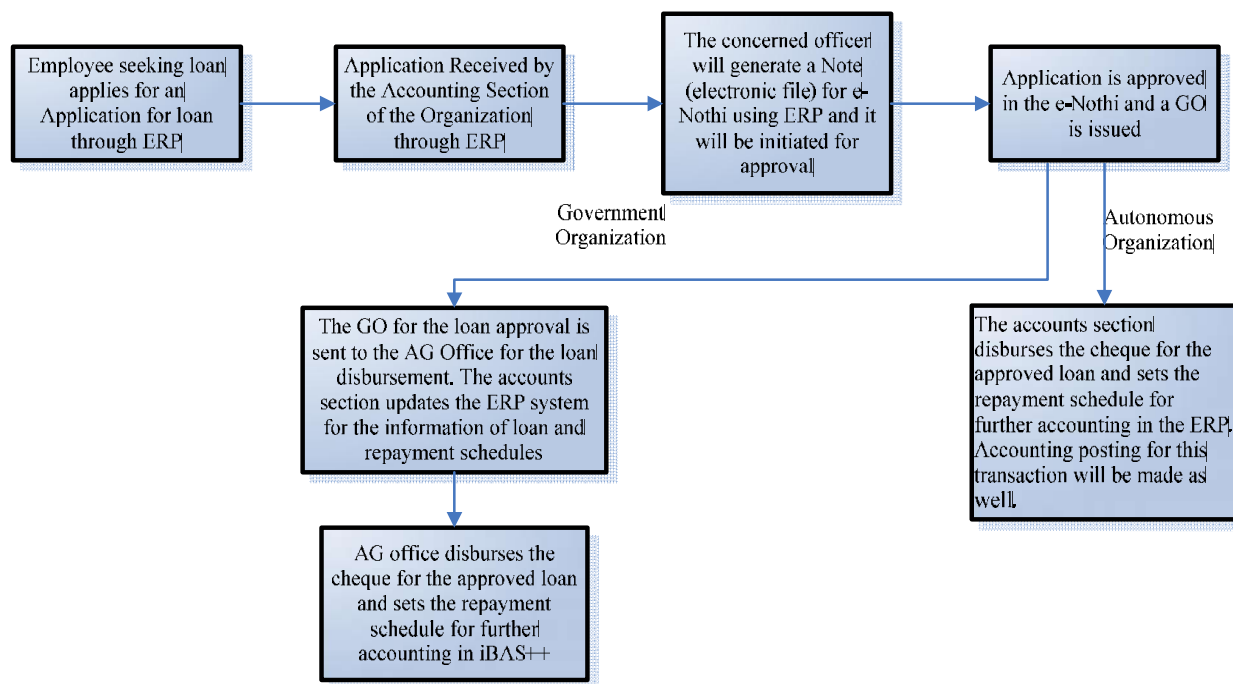 Employee seeking loan
applies for an
Application for loan
through ERP
Application Received by
the Accounting Section
of the Organization
through ERP
The concerned officer
will generate a Note
(electronic file) for e-
Nothi using ERP and it
will be initiated for
approval
Application is approved
in the e-Nothi and a GO
is issued
Government
Organization
Autonomous
Organization
The GO for the loan approval is
sent to the AG Office for the loan
disbursement. The accounts
section updates the ERP system
for the information of loan and
repayment schedules
The accounts section
disburses the cheque for the
approved loan and sets the
repayment schedule for
further accounting in the ERP.
Accounting posting for this
transaction will be made as
well.
AG office disburses the
cheque for the approved loan
and sets the repayment
schedule for further
accounting in iBAS++